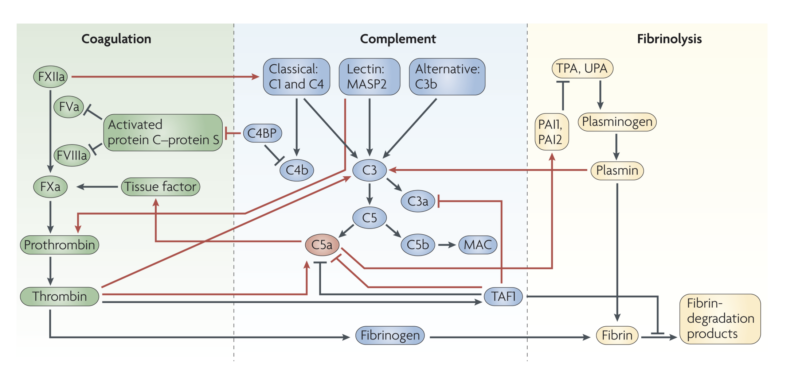 Coagulation
Complement
Fibrinolysis
FXIIa
Classical:
C1 and C4
Lectin:
MASP2
Alternative:
C3b
TPA, UPA
FVa
Activated
protein C–protein S
C4BP
PAI1,
PAI2
Plasminogen
FVIIIa
C4b
C3
Plasmin
FXa
Tissue factor
C3a
C5
Prothrombin
C5a
C5b
MAC
Thrombin
TAF1
Fibrin-
degradation
products
Fibrinogen
Fibrin